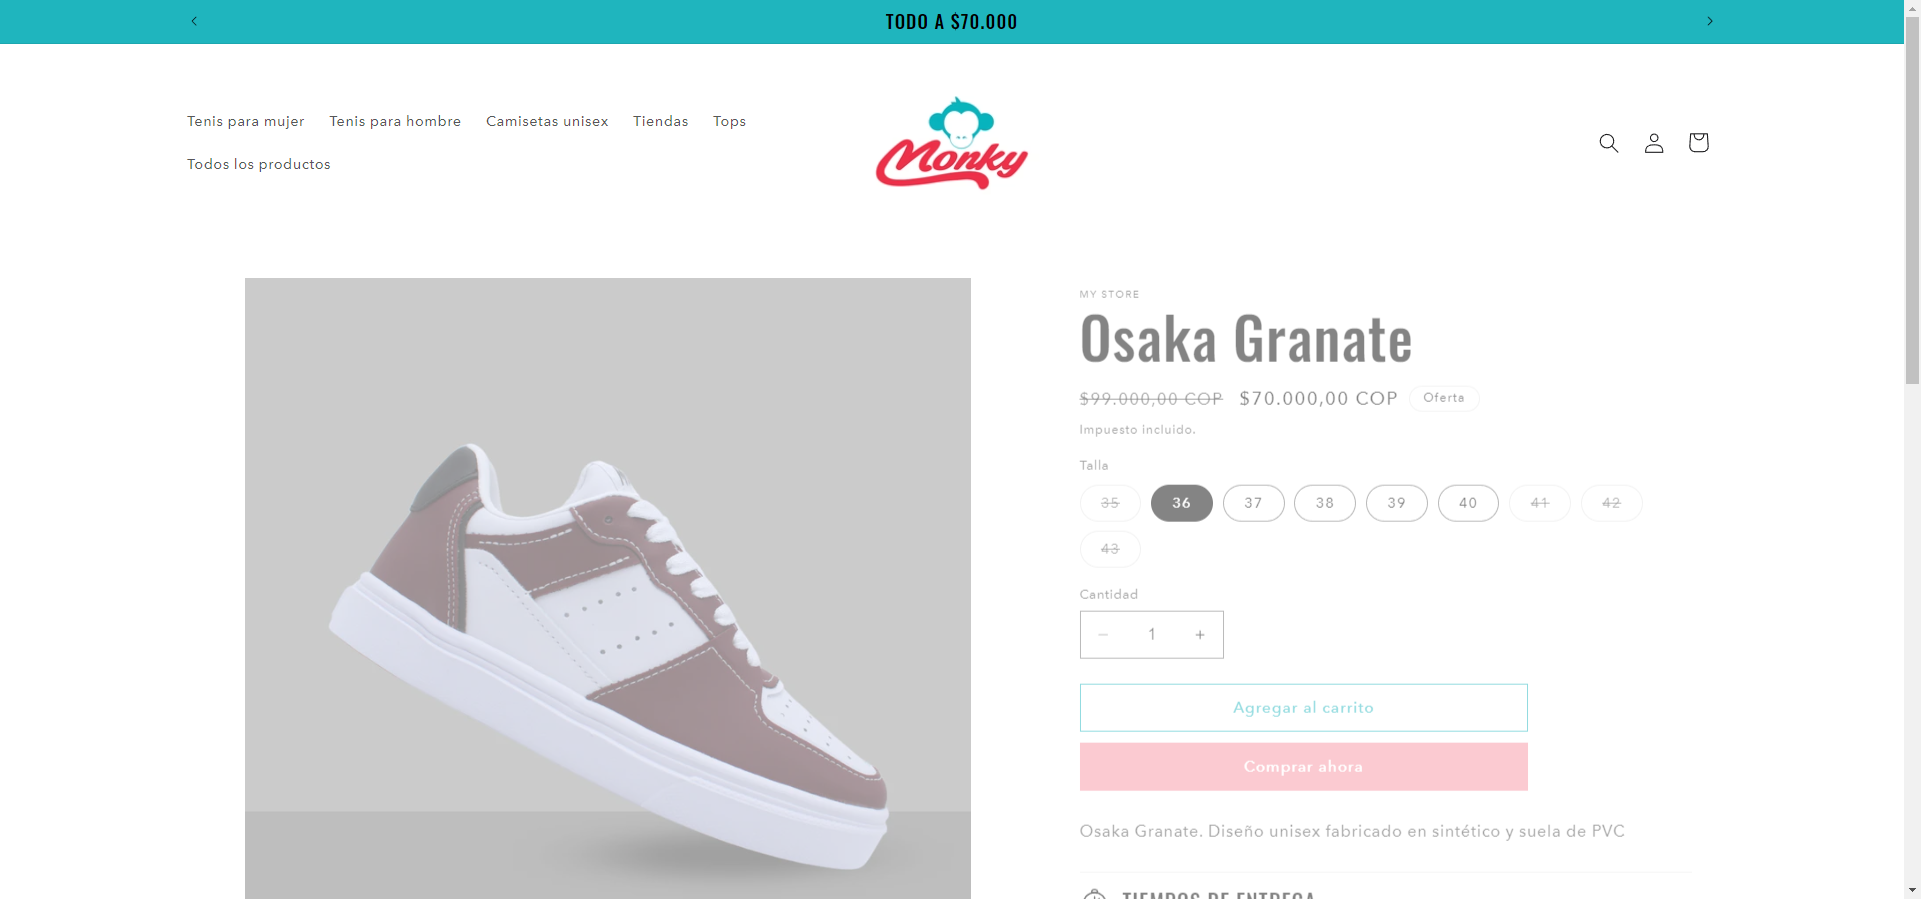 TODO A $70.000
Tenis para mujer
Tenis para hombre
Camisetas unisex
Tiendas
Tops
Todos los productos
Monky
MY STORE
Osaka Granate
$99.000,00 COP $70.000,00 COP Oferta
Impuesto incluido.
Talla
35 36 37 38 39 40 41 42
43
Cantidad
− 1 +
Agregar al carrito
Comprar ahora
Osaka Granate. Diseño unisex fabricado en sintético y suela de PVC
TIEMPOS DE ENTREGA